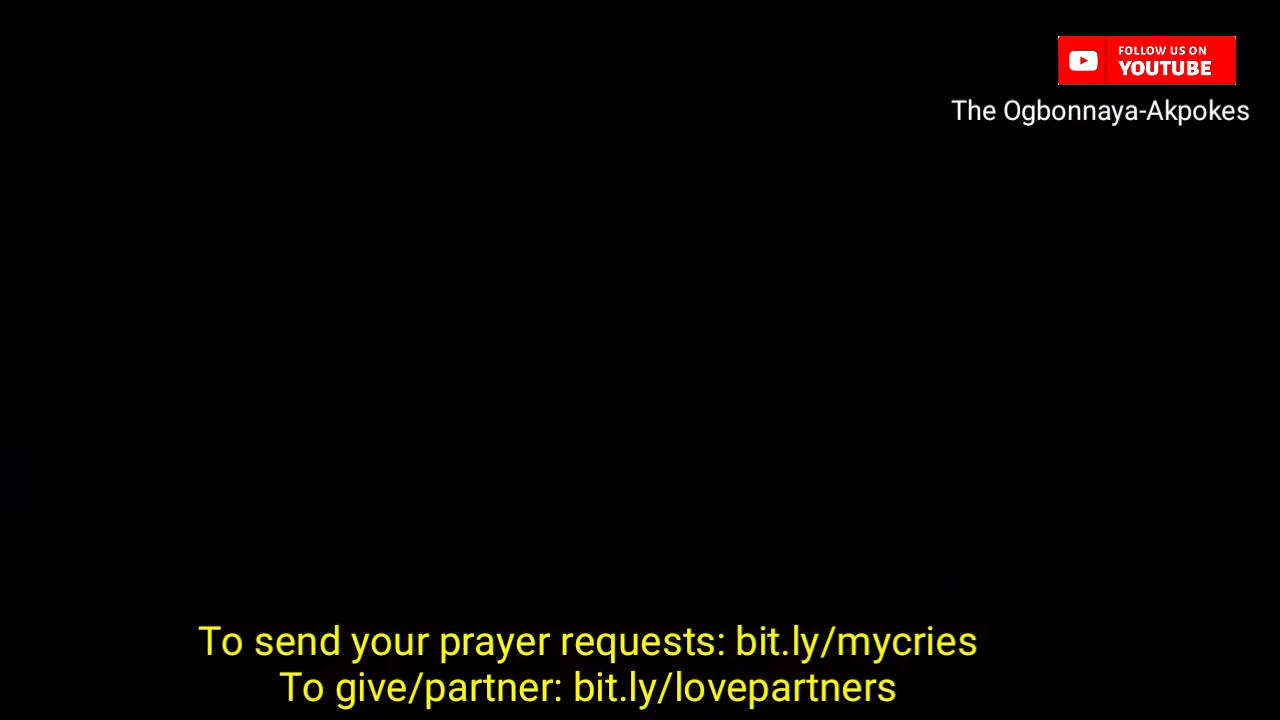 FOLLOW US ON
YOUTUBE
The Ogbonnaya-Akpokes
To send your prayer requests: bit.ly/mycries
To give/partner: bit.ly/lovepartners